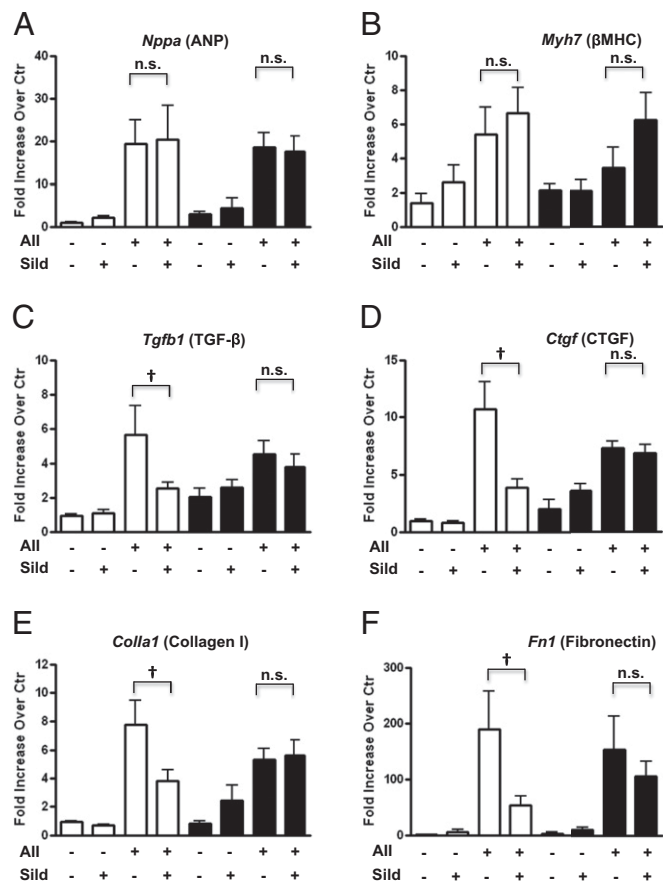 A
Nppa (ANP)
Fold Increase Over Ctr
40
30
20
10
0
n.s.
n.s.
AII - - + + - - + +
Sild - + - + - + - +
B
Myh7 (βMHC)
Fold Increase Over Ctr
10
8
6
4
2
0
n.s.
n.s.
AII - - + + - - + +
Sild - + - + - + - +
C
Tgfb1 (TGF-β)
Fold Increase Over Ctr
10
8
6
4
2
0
†
n.s.
AII - - + + - - + +
Sild - + - + - + - +
D
Ctgf (CTGF)
Fold Increase Over Ctr
15
10
5
0
†
n.s.
AII - - + + - - + +
Sild - + - + - + - +
E
Colla1 (Collagen I)
Fold Increase Over Ctr
12
10
8
6
4
2
0
†
n.s.
AII - - + + - - + +
Sild - + - + - + - +
F
Fn1 (Fibronectin)
Fold Increase Over Ctr
300
200
100
0
†
n.s.
AII - - + + - - + +
Sild - + - + - + - +